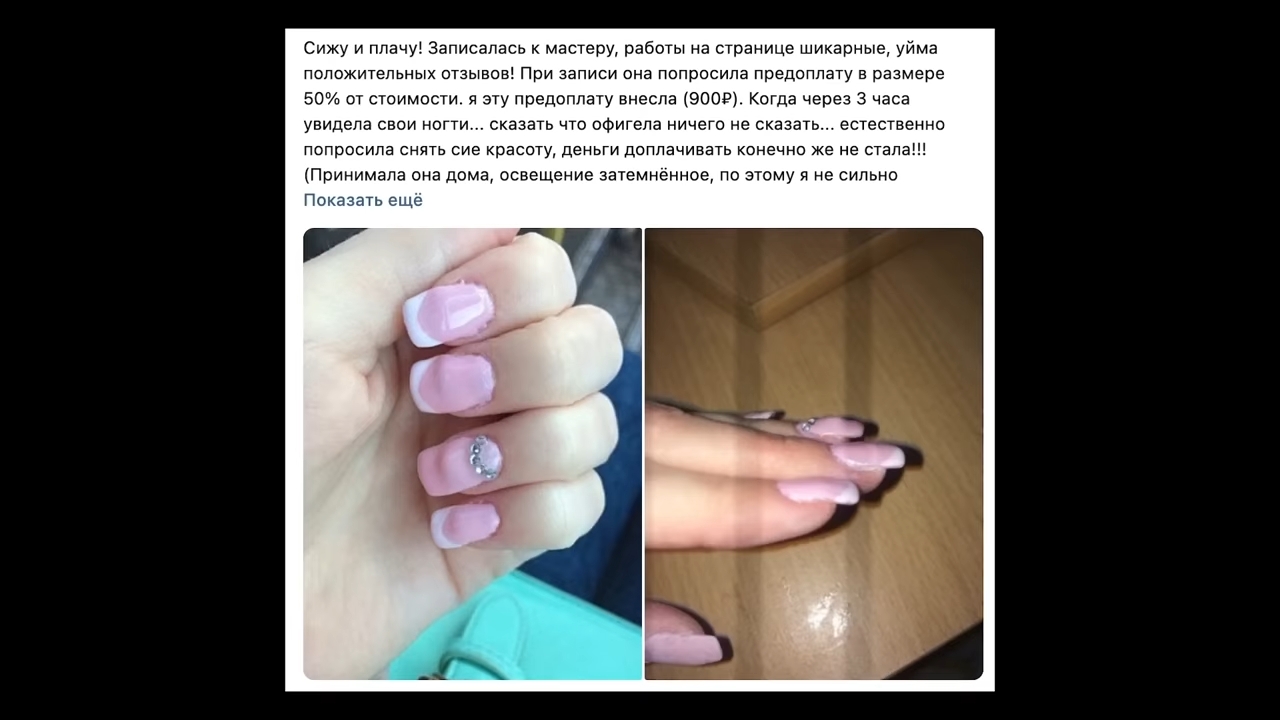 Сижу и плачу! Записалась к мастеру, работы на странице шикарные, уйма
положительных отзывов! При записи она попросила предоплату в размере
50% от стоимости. я эту предоплату внесла (900₽). Когда через 3 часа
увидела свои ногти... сказать что офигела ничего не сказать... естественно
попросила снять сие красоту, деньги доплачивать конечно же не стала!!!
(Принимала она дома, освещение затемнённое, по этому я не сильно
Показать ещё